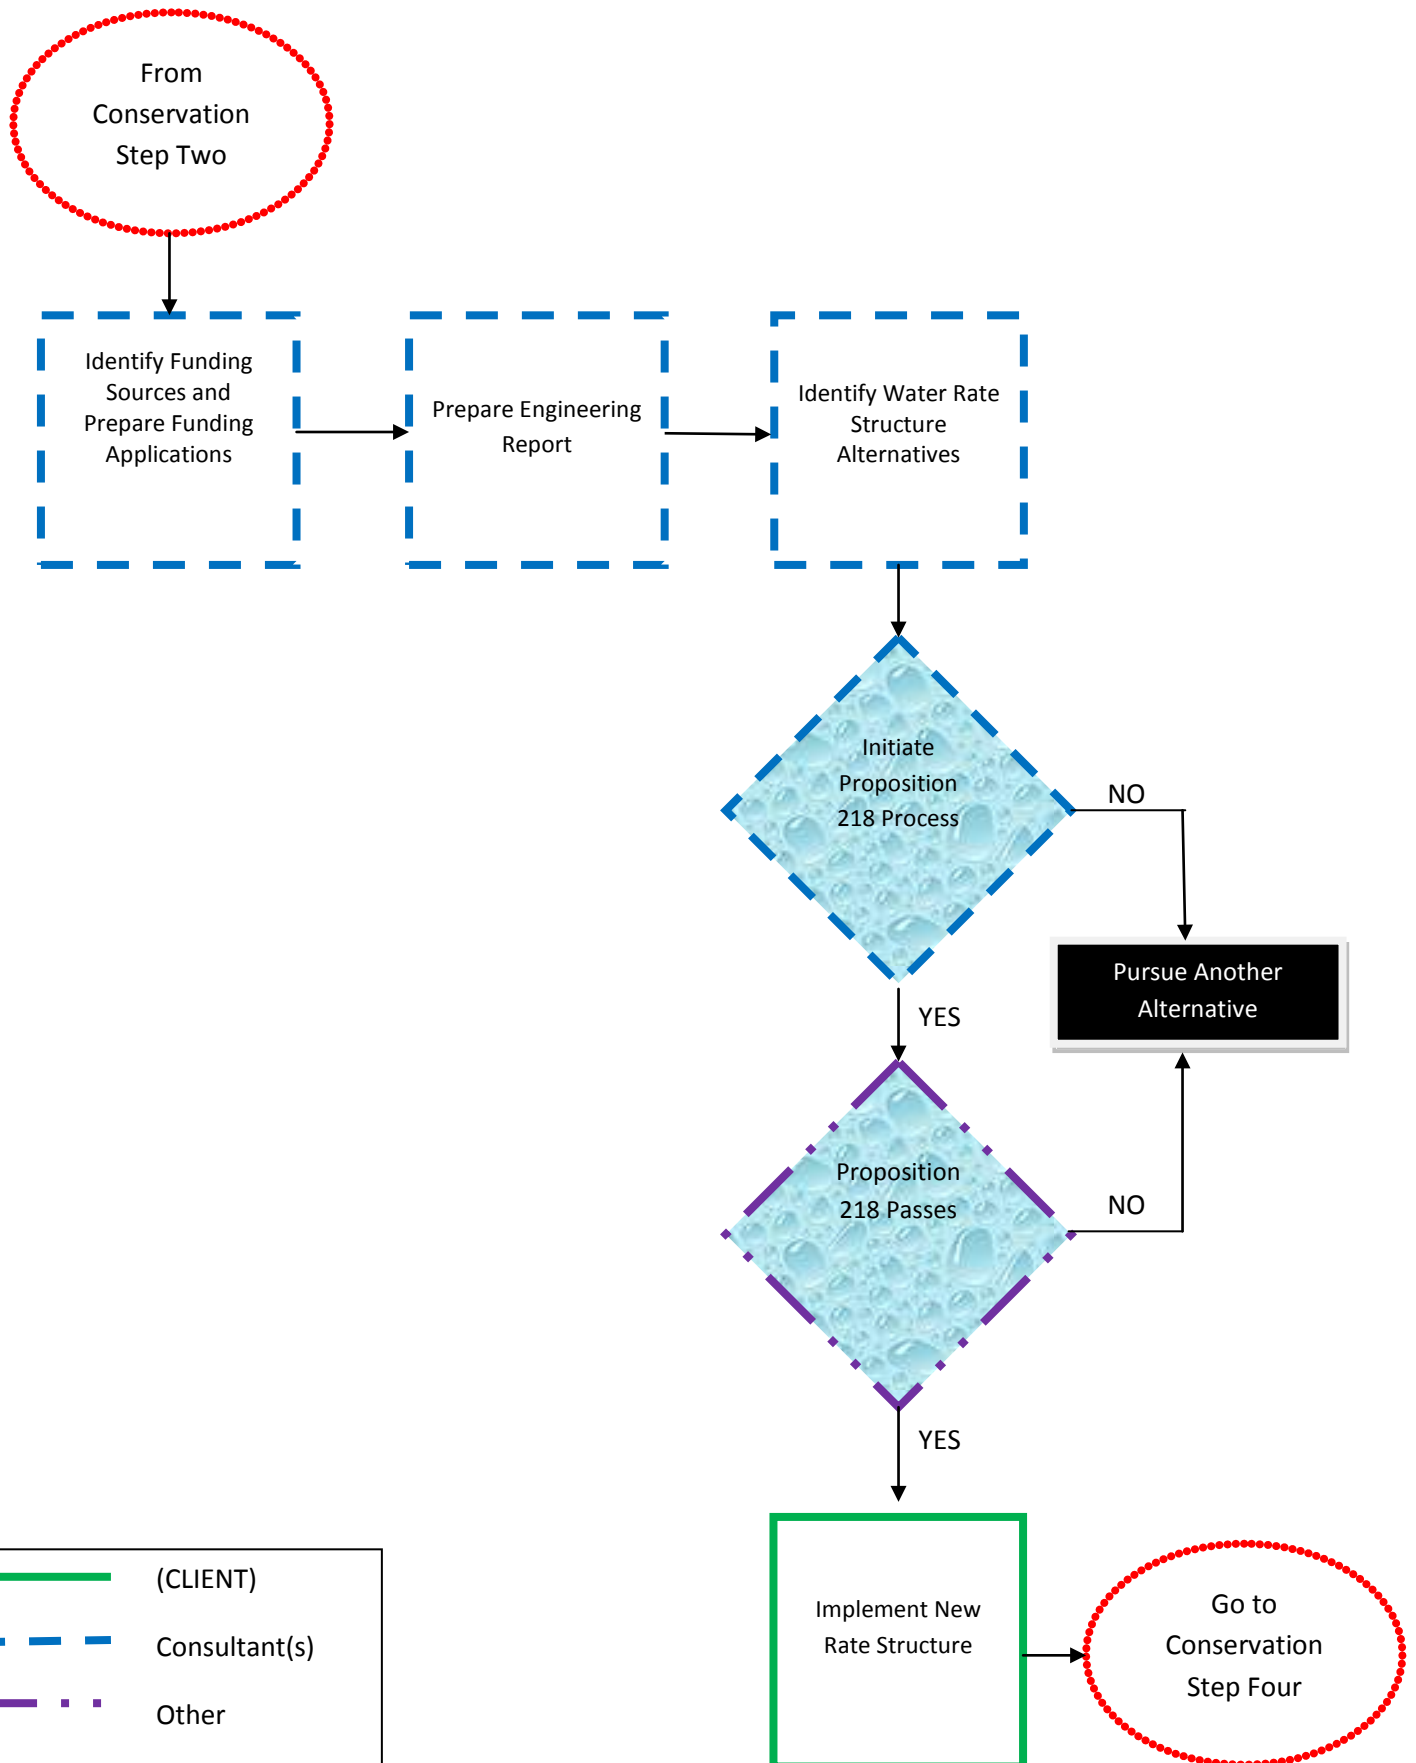 From
Conservation
Step Two
Identify Funding
Sources and
Prepare Funding
Applications
Prepare Engineering
Report
Identify Water Rate
Structure
Alternatives
Initiate
Proposition
218 Process
NO
YES
Pursue Another
Alternative
Proposition
218 Passes
NO
YES
Implement New
Rate Structure
Go to
Conservation
Step Four
(CLIENT)
Consultant(s)
Other